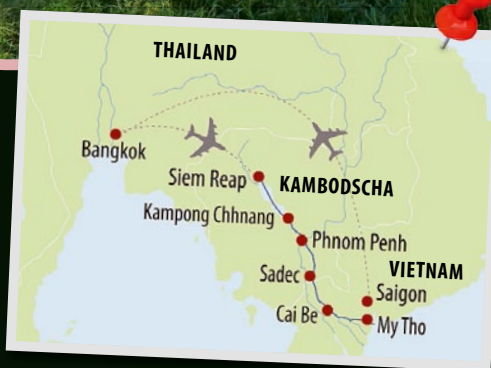 THAILAND
Bangkok
Siem Reap
KAMBODSCHA
Kampong Chhnang
Phnom Penh
VIETNAM
Sadec
Saigon
Cai Be
My Tho